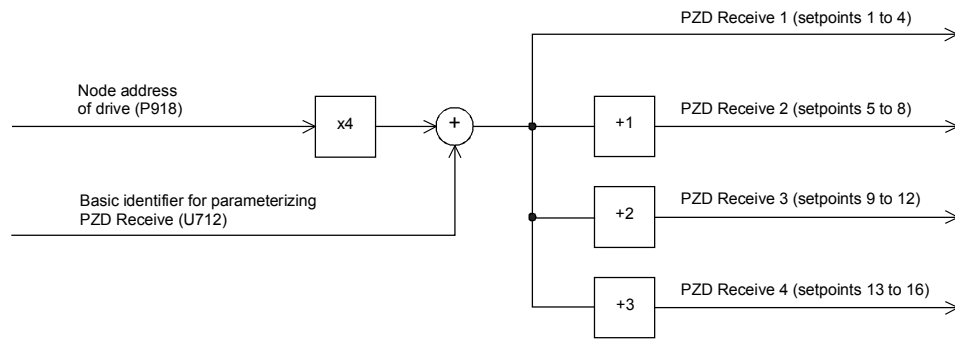 PZD Receive 1 (setpoints 1 to 4)
Node address
of drive (P918)
x4
+
+1
PZD Receive 2 (setpoints 5 to 8)
Basic identifier for parameterizing
PZD Receive (U712)
+2
PZD Receive 3 (setpoints 9 to 12)
+3
PZD Receive 4 (setpoints 13 to 16)